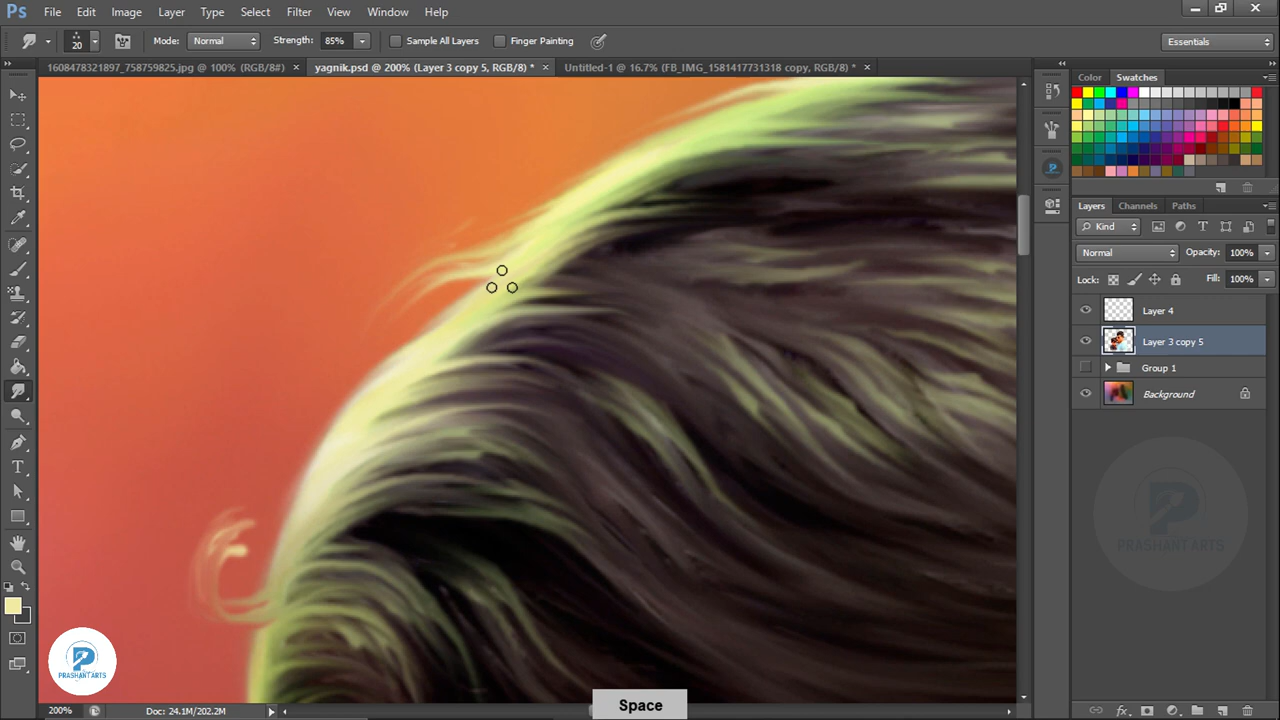 Ps File Edit Image Layer Type Select Filter View Window Help
20 Mode: Normal Strength: 85% Sample All Layers Finger Painting Essentials
1608478321897_758759825.jpg @ 100% (RGB/8#) × yagnik.psd @ 200% (Layer 3 copy 5, RGB/8) * × Untitled-1 @ 16.7% (FB_IMG_1581417731318 copy, RGB/8) * ×
Color Swatches
Layers Channels Paths
Kind
Normal Opacity: 100%
Lock: Fill: 100%
Layer 4
Layer 3 copy 5
Group 1
Background
PRASHANT ARTS
PRASHANT ARTS
Space
200% Doc: 24.1M/202.2M